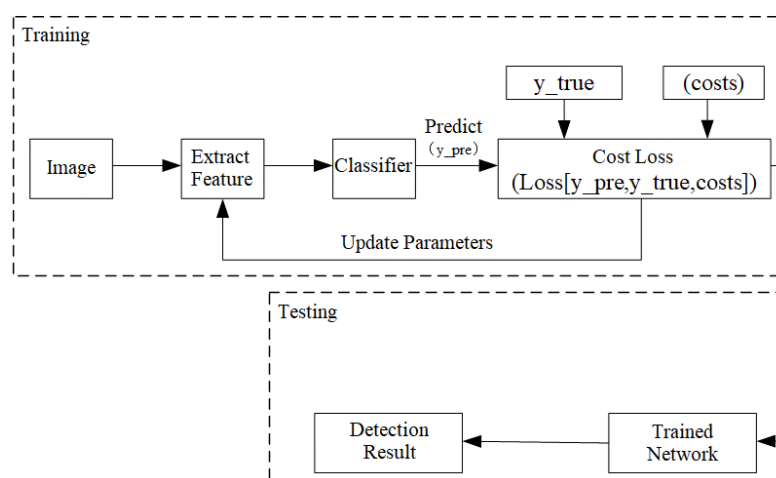 Training
y_true
(costs)
Image
Extract
Feature
Classifier
Predict
(y_pre)
Cost Loss
(Loss[y_pre,y_true,costs])
Update Parameters
Testing
Detection
Result
Trained
Network